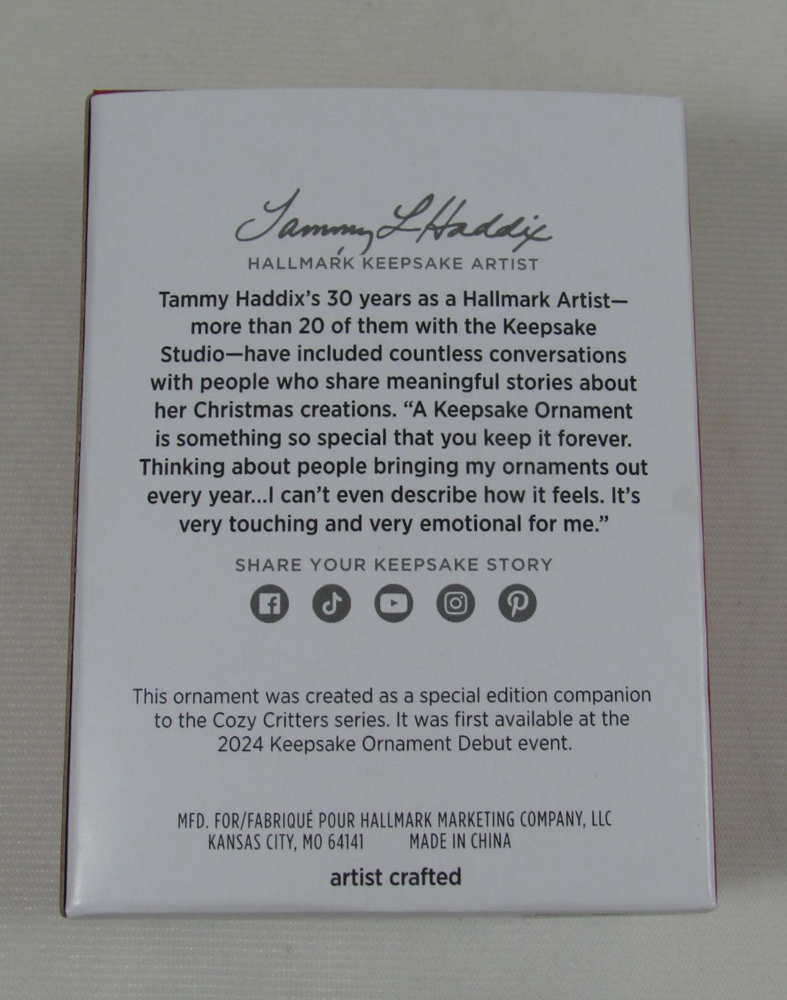 Tammy L Haddix
HALLMARK KEEPSAKE ARTIST
Tammy Haddix’s 30 years as a Hallmark Artist—
more than 20 of them with the Keepsake
Studio—have included countless conversations
with people who share meaningful stories about
her Christmas creations. “A Keepsake Ornament
is something so special that you keep it forever.
Thinking about people bringing my ornaments out
every year...I can’t even describe how it feels. It’s
very touching and very emotional for me.”
SHARE YOUR KEEPSAKE STORY
This ornament was created as a special edition companion
to the Cozy Critters series. It was first available at the
2024 Keepsake Ornament Debut event.
MFD. FOR/FABRIQUÉ POUR HALLMARK MARKETING COMPANY, LLC
KANSAS CITY, MO 64141 MADE IN CHINA
artist crafted